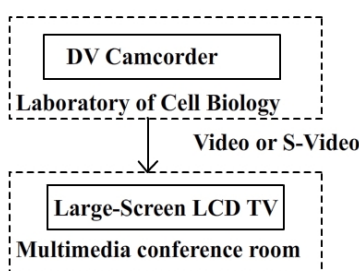 DV Camcorder
Laboratory of Cell Biology
Video or S-Video
Large-Screen LCD TV
Multimedia conference room